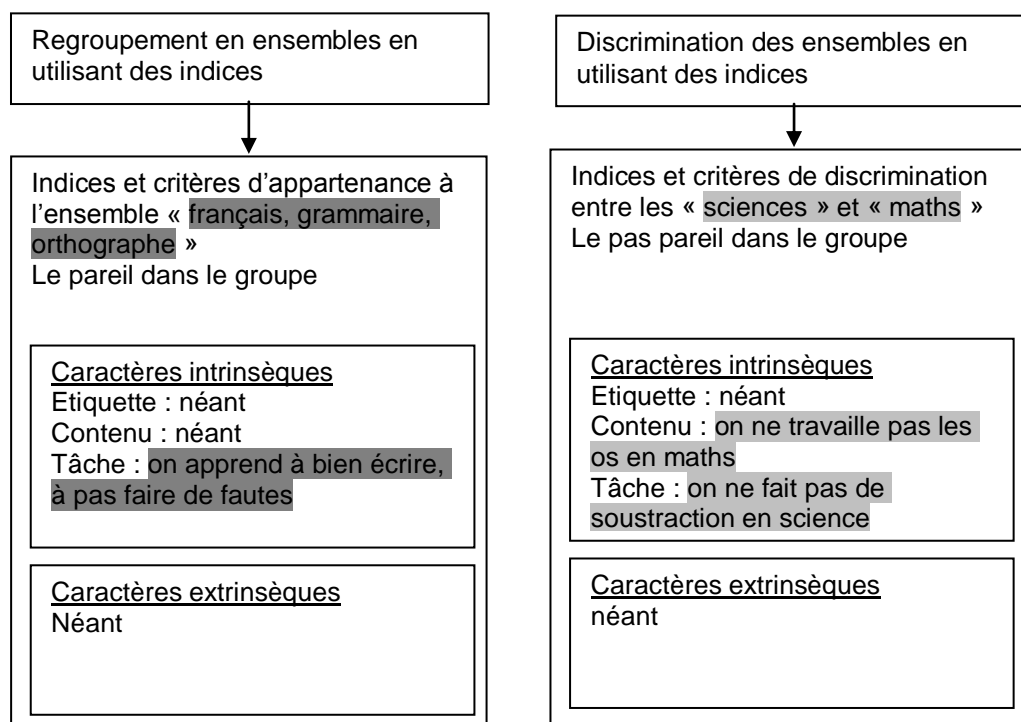 Regroupement en ensembles en
utilisant des indices
Indices et critères d’appartenance à
l’ensemble « français, grammaire,
orthographe »
Le pareil dans le groupe
Caractères intrinsèques
Etiquette : néant
Contenu : néant
Tâche : on apprend à bien écrire,
à pas faire de fautes
Caractères extrinsèques
Néant
Discrimination des ensembles en
utilisant des indices
Indices et critères de discrimination
entre les « sciences » et « maths »
Le pas pareil dans le groupe
Caractères intrinsèques
Etiquette : néant
Contenu : on ne travaille pas les
os en maths
Tâche : on ne fait pas de
soustraction en science
Caractères extrinsèques
néant